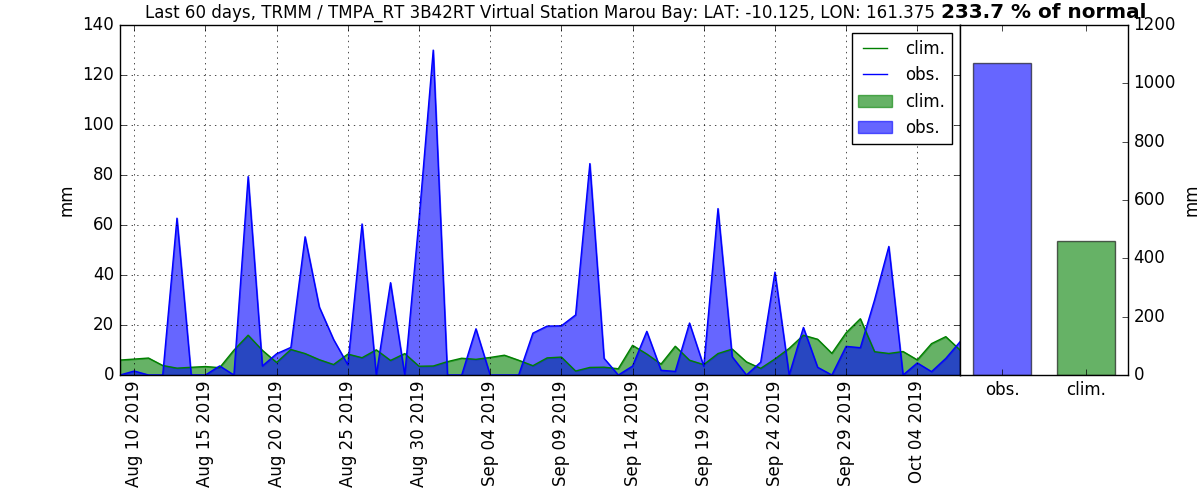 Last 60 days, TRMM / TMPA_RT 3B42RT Virtual Station Marou Bay: LAT: -10.125, LON: 161.375 233.7 % of normal
140
120
100
80
60
40
20
0
mm
clim.
obs.
clim.
obs.
1200
1000
800
600
400
200
0
mm
obs.
clim.
Aug 10 2019
Aug 15 2019
Aug 20 2019
Aug 25 2019
Aug 30 2019
Sep 04 2019
Sep 09 2019
Sep 14 2019
Sep 19 2019
Sep 24 2019
Sep 29 2019
Oct 04 2019